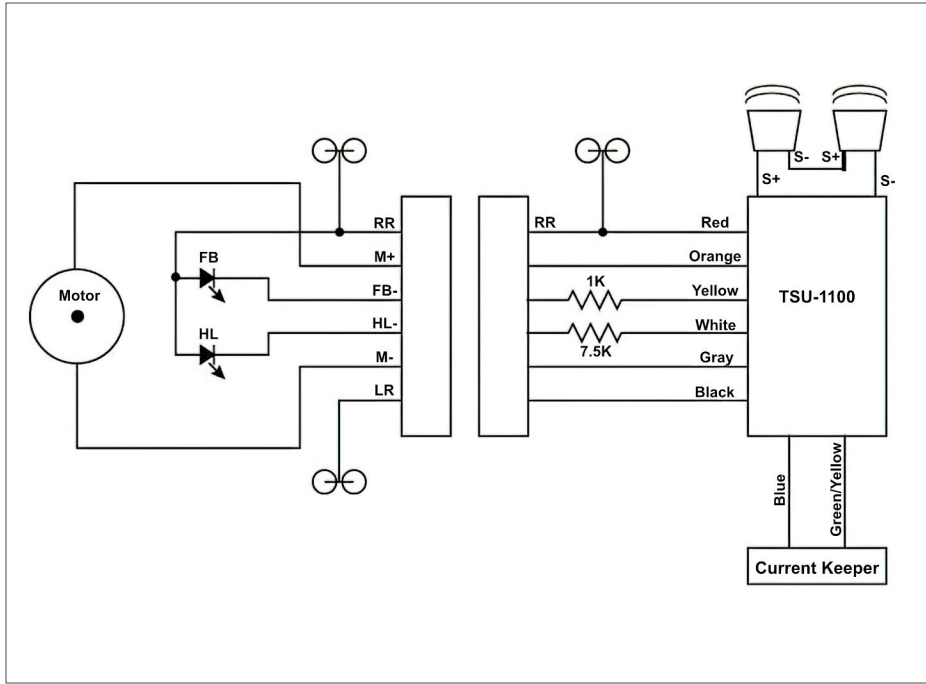 S- S+
S+
S-
RR
RR
Red
M+
Orange
FB
FB-
1K
Yellow
Motor
TSU-1100
HL
HL-
White
7.5K
M-
Gray
LR
Black
Blue
Green/Yellow
Current Keeper